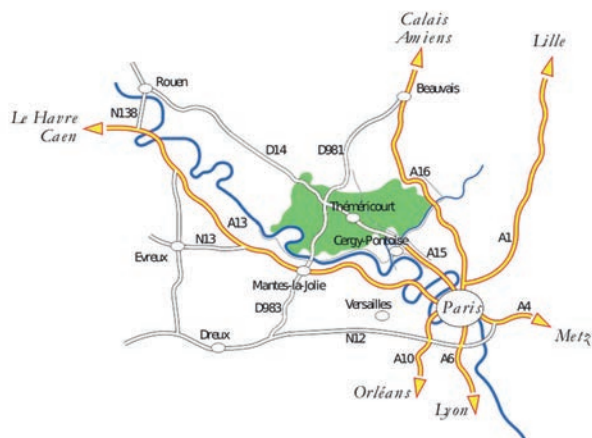 Calais
Amiens
Lille
Rouen
Beauvais
N138
Le Havre
Caen
D14
D981
A16
Théméricourt
A13
Cergy-Pontoise
A15
A1
N13
Evreux
Mantes-la-Jolie
D983
Versailles
Paris
A4
Metz
Dreux
N12
A10
A6
Orléans
Lyon